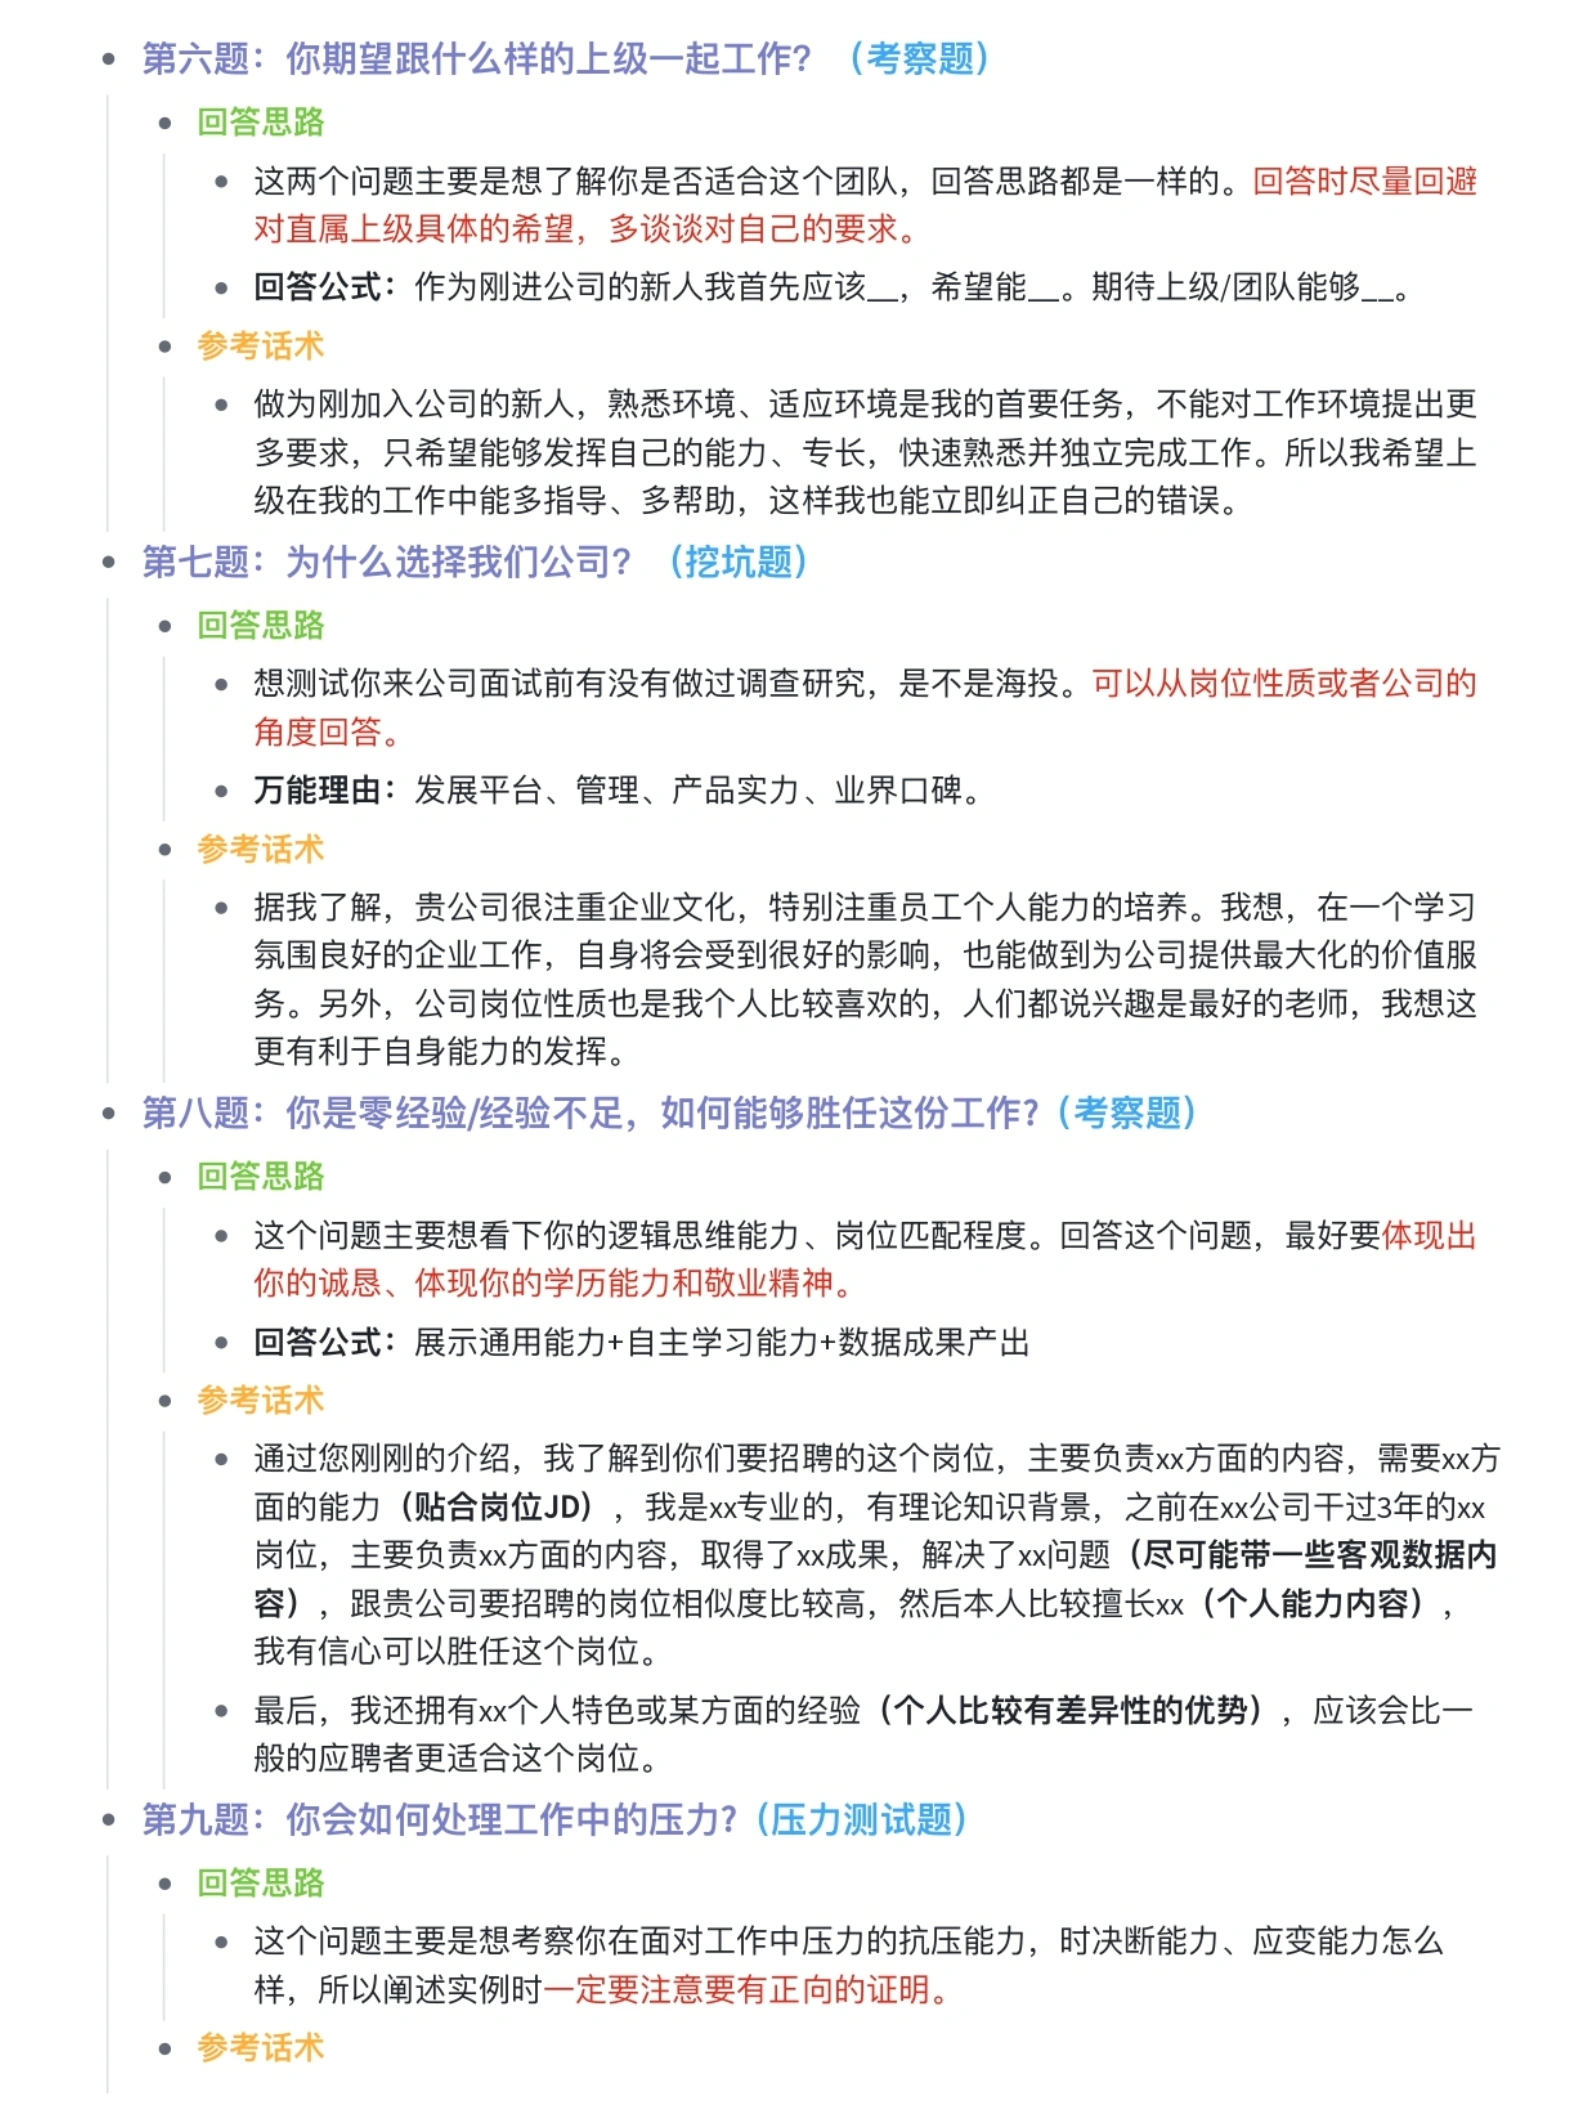 第六题：你期望跟什么样的上级一起工作？（考察题）
回答思路
这两个问题主要是想了解你是否适合这个团队，回答思路都是一样的。回答时尽量回避
对直属上级具体的希望，多谈谈对自己的要求。
回答公式：作为刚进公司的新人我首先应该__，希望能__。期待上级/团队能够__。
参考话术
做为刚加入公司的新人，熟悉环境、适应环境是我的首要任务，不能对工作环境提出更
多要求，只希望能够发挥自己的能力、专长，快速熟悉并独立完成工作。所以我希望上
级在我的工作中能多指导、多帮助，这样我也能立即纠正自己的错误。
第七题：为什么选择我们公司？（挖坑题）
回答思路
想测试你来公司面试前有没有做过调查研究，是不是海投。可以从岗位性质或者公司的
角度回答。
万能理由：发展平台、管理、产品实力、业界口碑。
参考话术
据我了解，贵公司很注重企业文化，特别注重员工个人能力的培养。我想，在一个学习
氛围良好的企业工作，自身将会受到很好的影响，也能做到为公司提供最大化的价值服
务。另外，公司岗位性质也是我个人比较喜欢的，人们都说兴趣是最好的老师，我想这
更有利于自身能力的发挥。
第八题：你是零经验/经验不足，如何能够胜任这份工作？（考察题）
回答思路
这个问题主要想看下你的逻辑思维能力、岗位匹配程度。回答这个问题，最好要体现出
你的诚恳、体现你的学历能力和敬业精神。
回答公式：展示通用能力+自主学习能力+数据成果产出
参考话术
通过您刚刚的介绍，我了解到你们要招聘的这个岗位，主要负责xx方面的内容，需要xx方
面的能力（贴合岗位JD），我是xx专业的，有理论知识背景，之前在xx公司干过3年的xx
岗位，主要负责xx方面的内容，取得了xx成果，解决了xx问题（尽可能带一些客观数据内
容），跟贵公司要招聘的岗位相似度比较高，然后本人比较擅长xx（个人能力内容），
我有信心可以胜任这个岗位。
最后，我还拥有xx个人特色或某方面的经验（个人比较有差异性的优势），应该会比一
般的应聘者更适合这个岗位。
第九题：你会如何处理工作中的压力？（压力测试题）
回答思路
这个问题主要是想考察你在面对工作中压力的抗压能力，时决断能力、应变能力怎么
样，所以阐述实例时一定要注意要有正向的证明。
参考话术